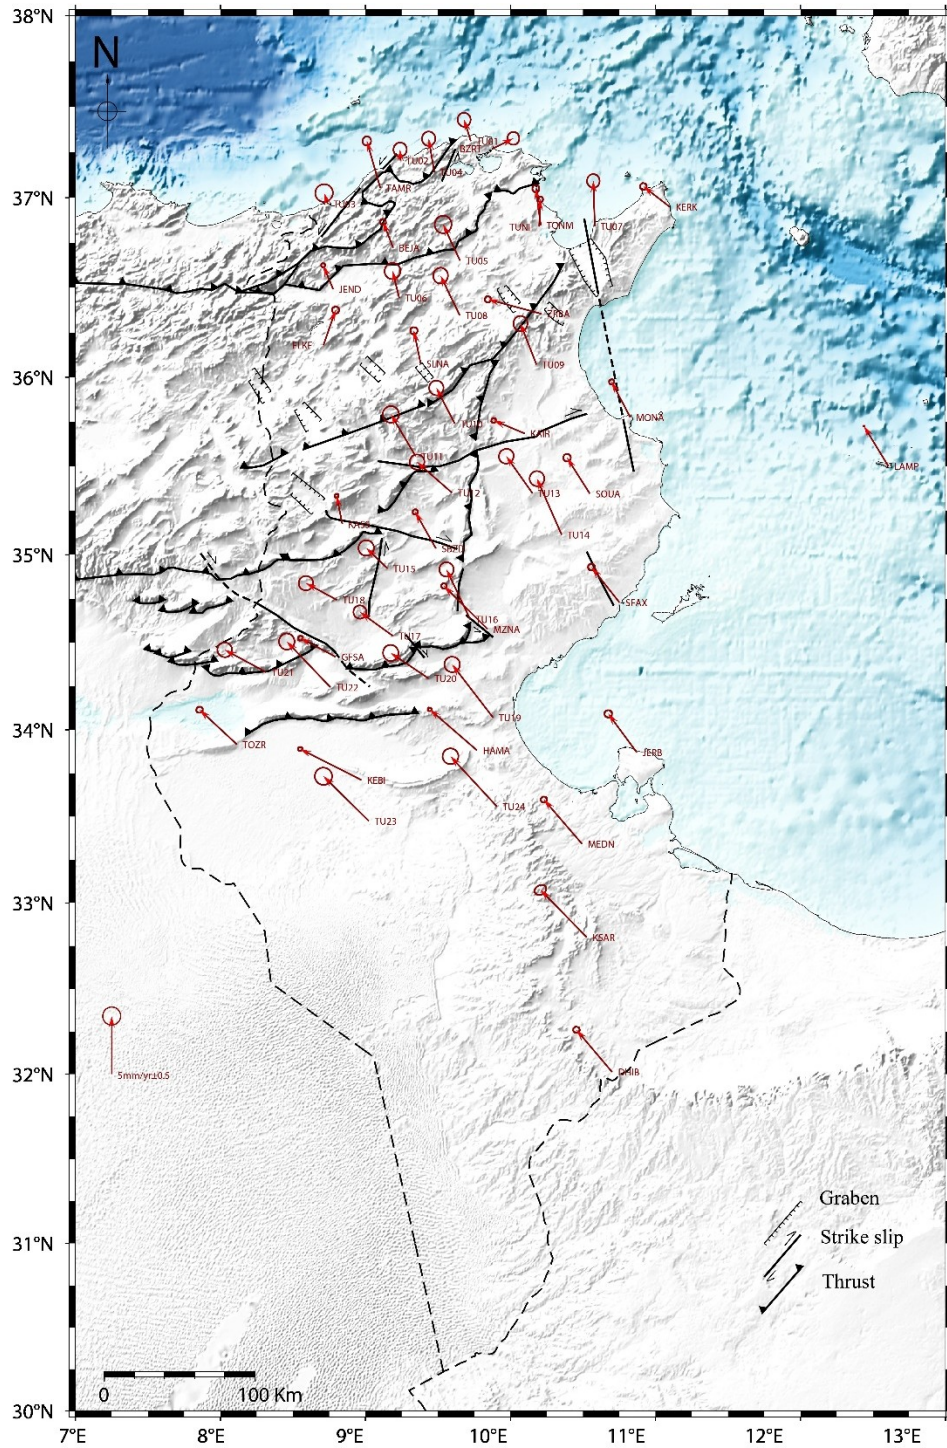 38°N
N
TU01
BZRT
TU02
TU04
37°N
TAMR
TU03
KERK
TUNI
TONM
TU07
BEJA
TU05
JEND
TU06
TU08
ZRBA
ELKF
SLNA
TU09
36°N
MONA
TU10
KAIR
TU11
LAMP
TU12
TU13
SOUA
KASS
TU14
SBZD
35°N
TU15
TU18
SFAX
TU16
MZNA
TU17
GFSA
TU21
TU20
TU22
TU19
34°N
TOZR
HAMA
JERB
KEBI
TU24
TU23
MEDN
33°N
KSAR
32°N
5mm/yr±0.5
DHIB
Graben
Strike slip
31°N
Thrust
0
100 Km
30°N
7°E
8°E
9°E
10°E
11°E
12°E
13°E